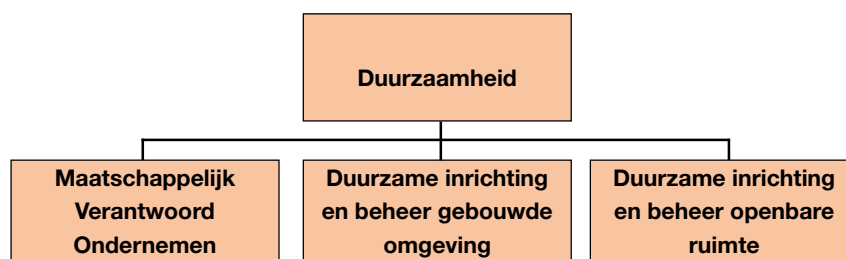 Duurzaamheid
Maatschappelijk
Verantwoord
Ondernemen
Duurzame inrichting
en beheer gebouwde
omgeving
Duurzame inrichting
en beheer openbare
ruimte